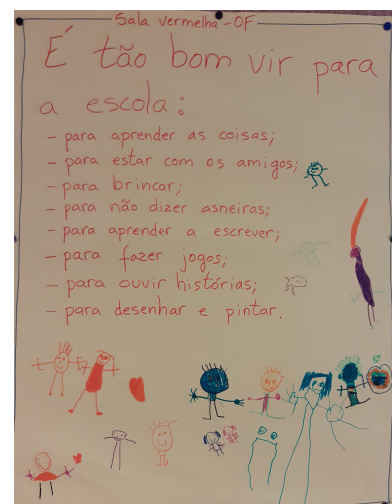 Sala vermelha - OF
É tão bom vir para
a escola:
- para aprender as coisas;
- para estar com os amigos;
- para brincar;
- para não dizer asneiras;
- para aprender a escrever;
- para fazer jogos;
- para ouvir histórias;
- para desenhar e pintar.